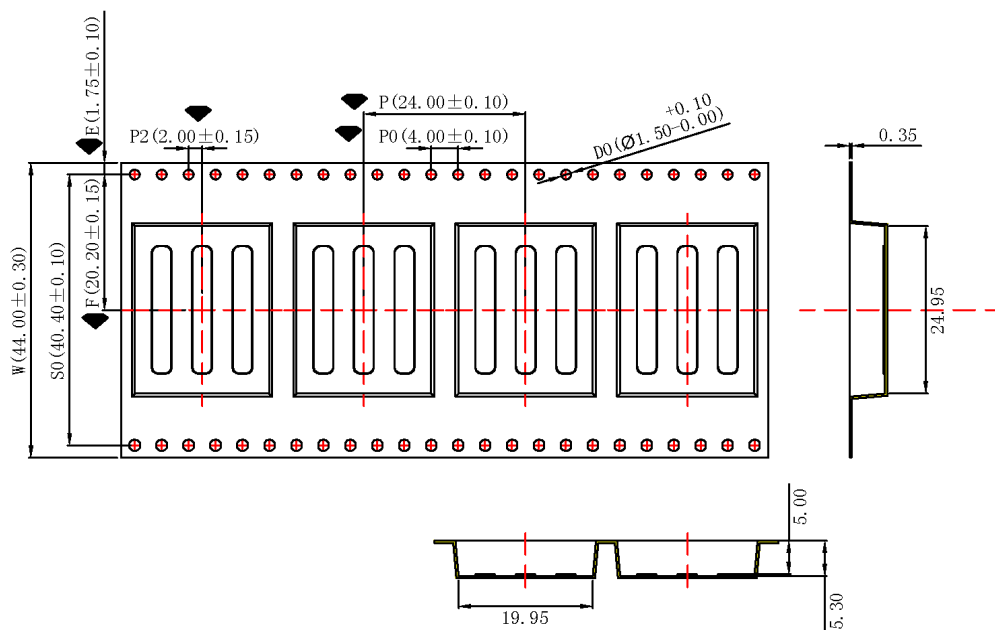 E(1.75±0.10)
P2(2.00±0.15)
P(24.00±0.10)
P0(4.00±0.10)
+0.10
D0(Ø1.50-0.00)
0.35
W(44.00±0.30)
S0(40.40±0.10)
F(20.20±0.15)
24.95
5.00
19.95
5.30